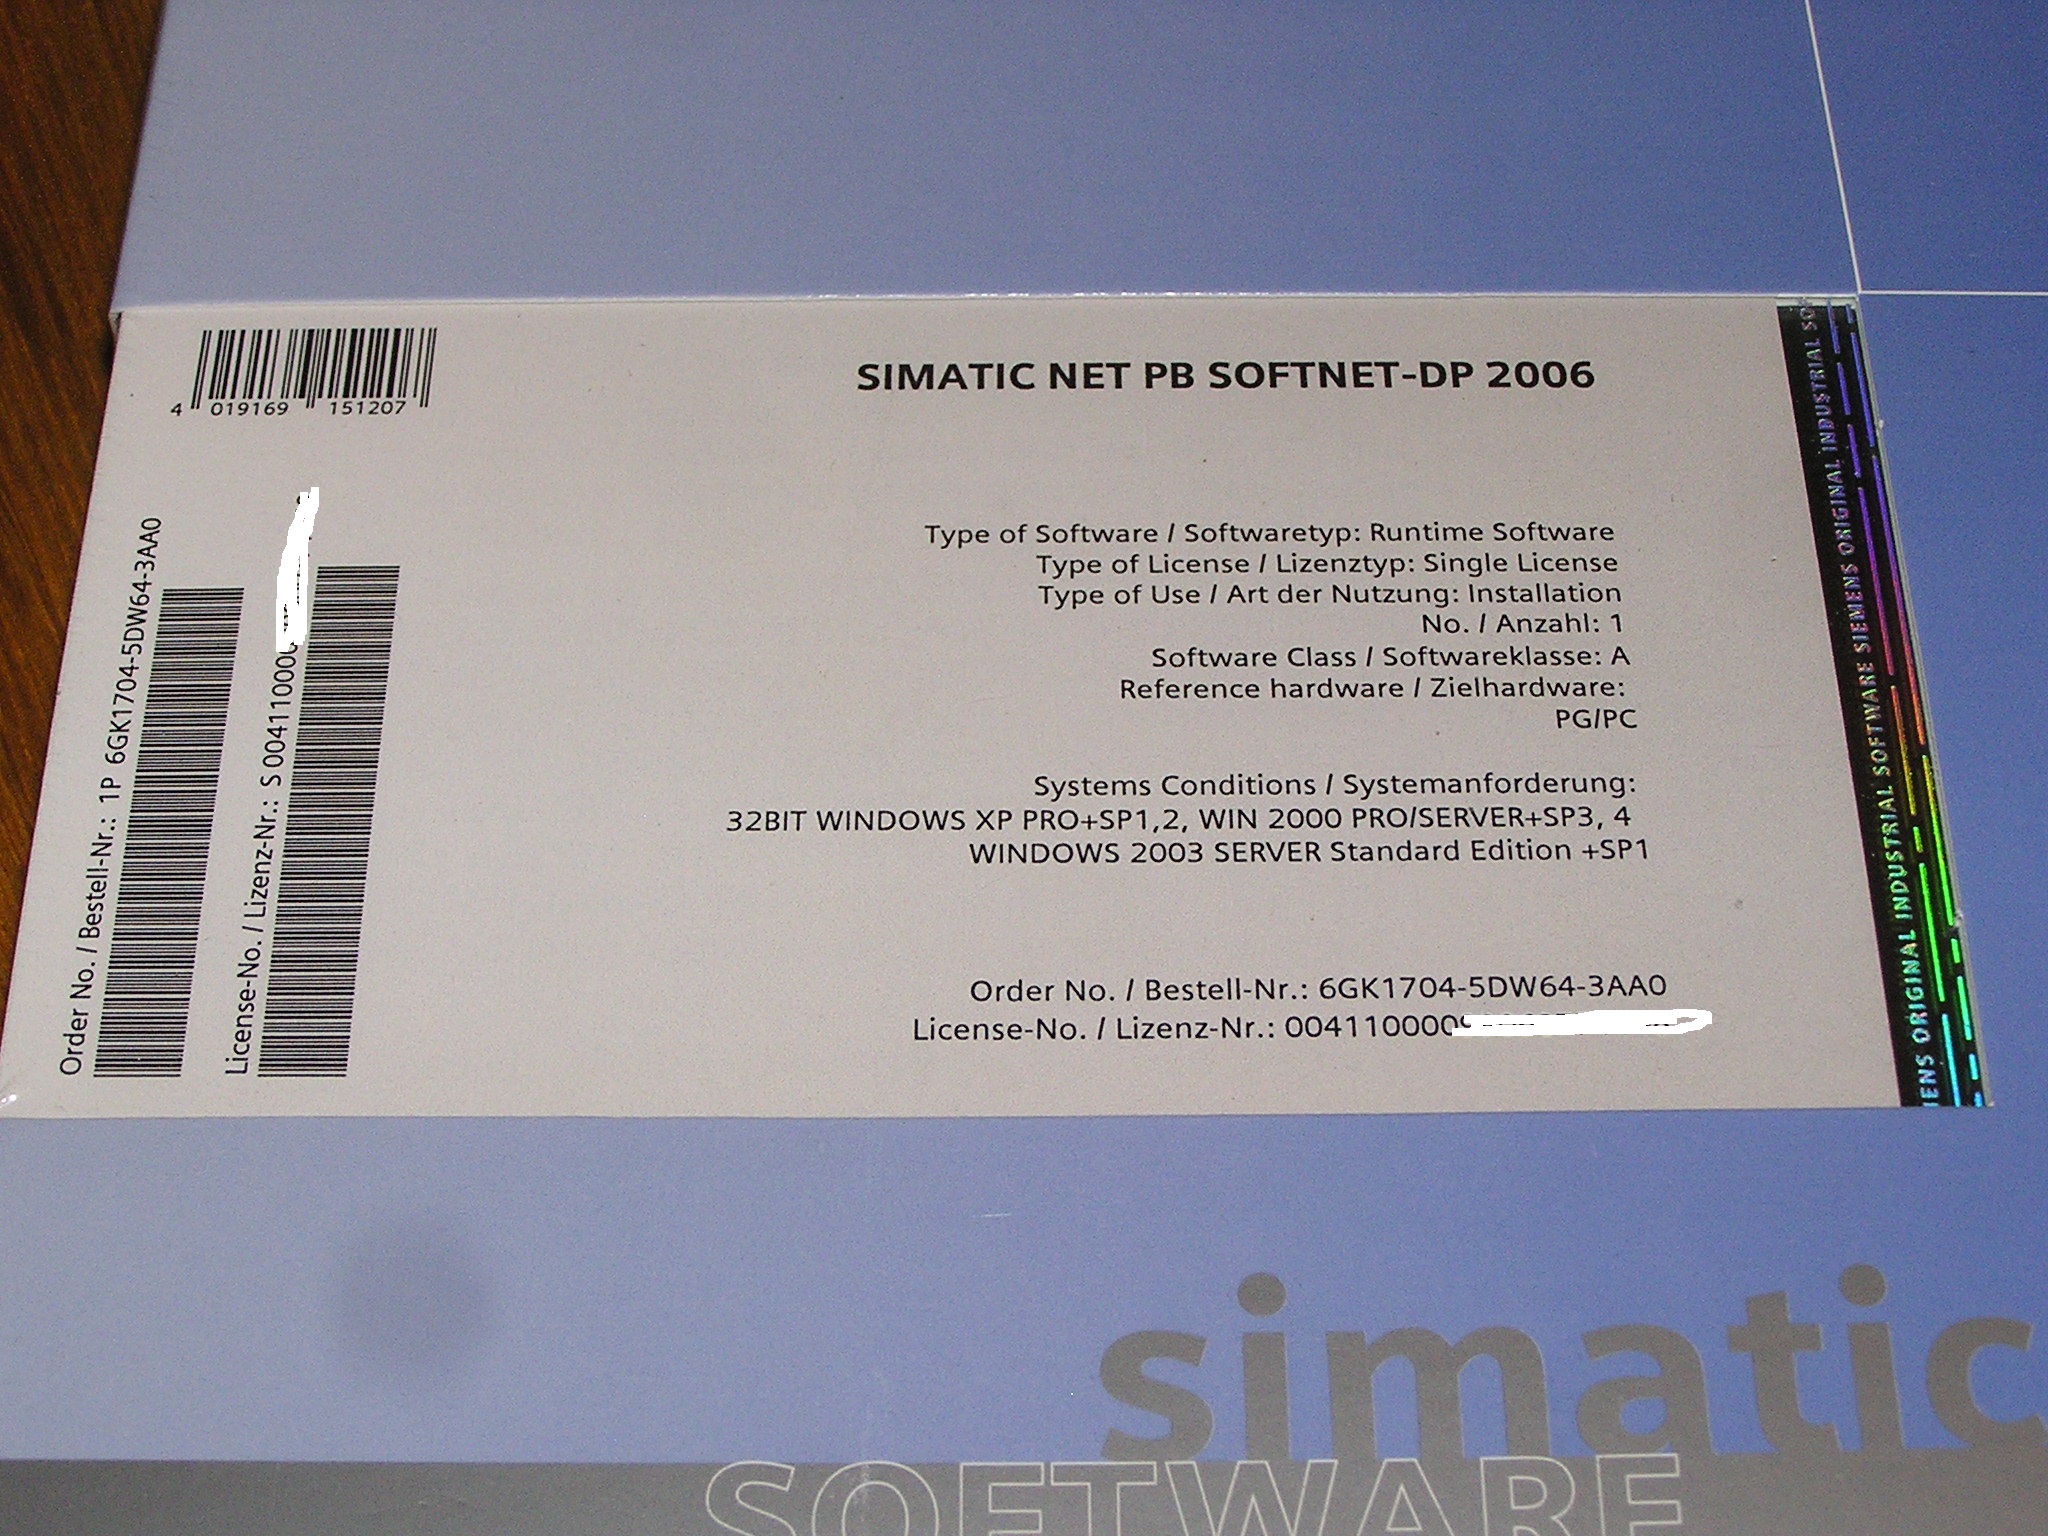 4 019169 151207
SIMATIC NET PB SOFTNET-DP 2006
Type of Software / Softwaretyp: Runtime Software
Type of License / Lizenztyp: Single License
Type of Use / Art der Nutzung: Installation
No. / Anzahl: 1
Software Class / Softwareklasse: A
Reference hardware / Zielhardware:
PG/PC
Systems Conditions / Systemanforderung:
32BIT WINDOWS XP PRO+SP1,2, WIN 2000 PRO/SERVER+SP3, 4
WINDOWS 2003 SERVER Standard Edition +SP1
Order No. / Bestell-Nr.: 6GK1704-5DW64-3AA0
License-No. / Lizenz-Nr.: 004110000
Order No. / Bestell-Nr.: 1P 6GK1704-5DW64-3AA0
License-No. / Lizenz-Nr.: S 00411000
IENS ORIGINAL INDUSTRIAL SOFTWARE SIEMENS ORIGINAL INDUSTRIAL SO
simatic
SOFTWARE